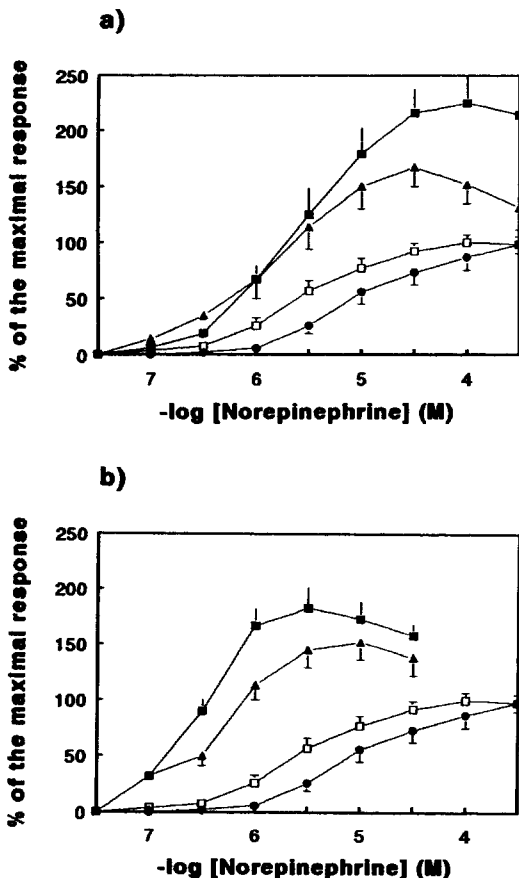 a)
% of the maximal response
250
200
150
100
50
0
7 6 5 4
-log [Norepinephrine] (M)
b)
% of the maximal response
250
200
150
100
50
0
7 6 5 4
-log [Norepinephrine] (M)